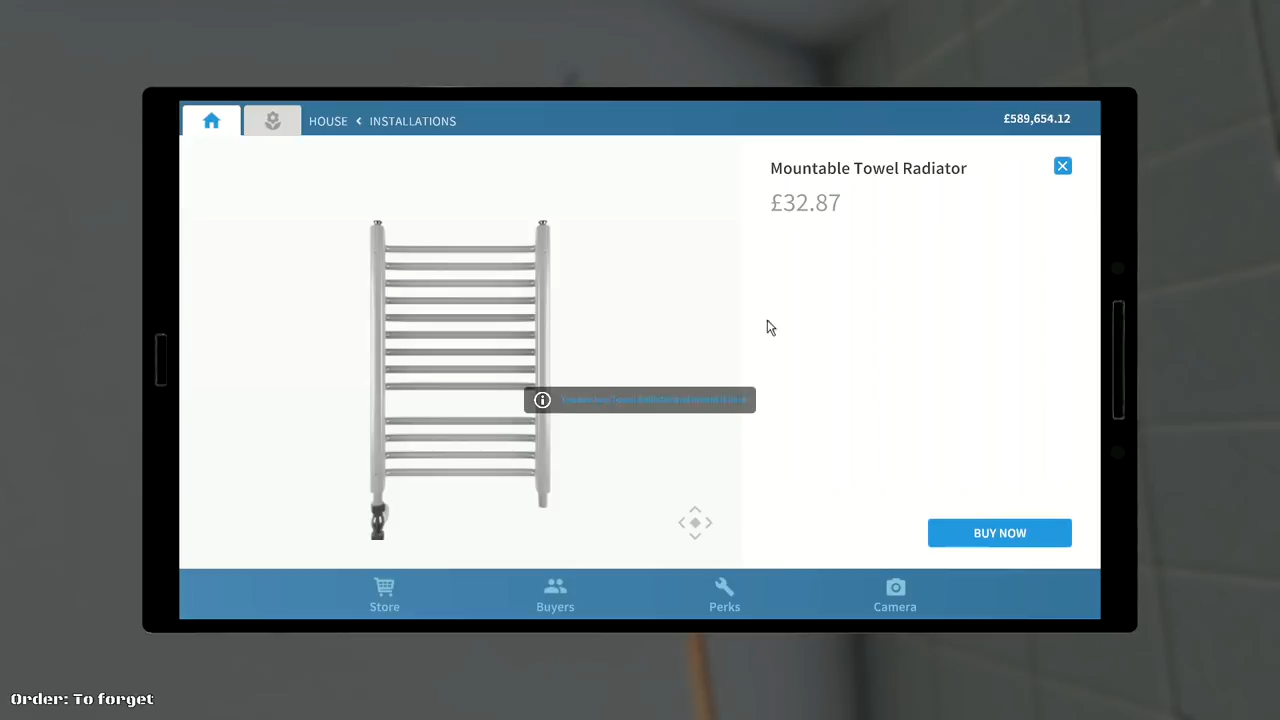 HOUSE < INSTALLATIONS
£589,654.12
Mountable Towel Radiator
£32.87
BUY NOW
Store
Buyers
Perks
Camera
Order: To forget